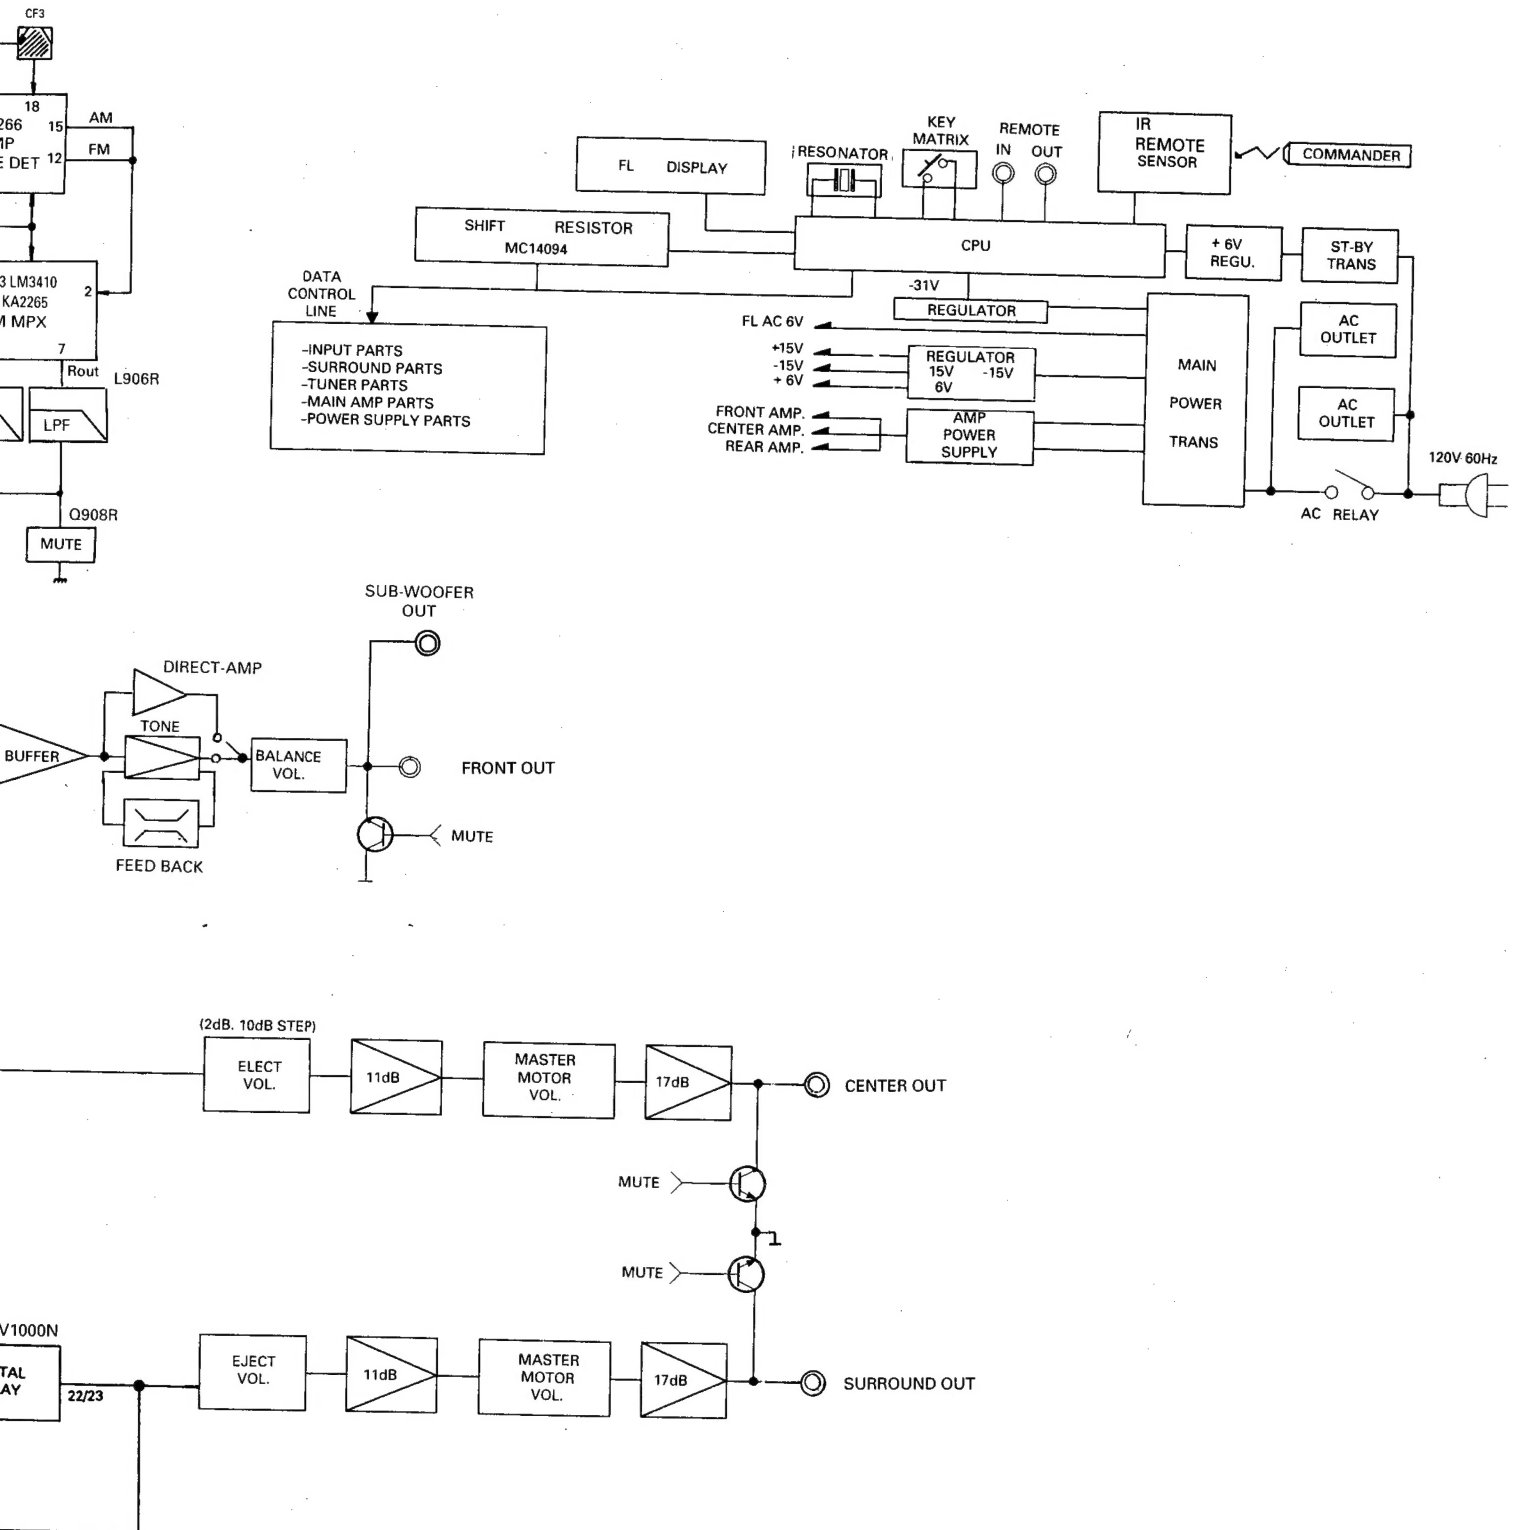 CF3
18
266
15
AM
MP
E DET
12
FM
3 LM3410
KA2265
2
M MPX
7
Rout
L906R
LPF
Q908R
MUTE
FL DISPLAY
RESONATOR
KEY
MATRIX
REMOTE
IN OUT
IR
REMOTE
SENSOR
COMMANDER
SHIFT RESISTOR
MC14094
CPU
+ 6V
REGU.
ST-BY
TRANS
DATA
CONTROL
LINE
-31V
REGULATOR
-INPUT PARTS
-SURROUND PARTS
-TUNER PARTS
-MAIN AMP PARTS
-POWER SUPPLY PARTS
FL AC 6V
+15V
-15V
+ 6V
REGULATOR
15V -15V
6V
FRONT AMP.
CENTER AMP.
REAR AMP.
AMP
POWER
SUPPLY
MAIN
POWER
TRANS
AC
OUTLET
AC
OUTLET
120V 60Hz
AC RELAY
SUB-WOOFER
OUT
DIRECT-AMP
TONE
BUFFER
BALANCE
VOL.
FRONT OUT
MUTE
FEED BACK
(2dB. 10dB STEP)
ELECT
VOL.
11dB
MASTER
MOTOR
VOL.
17dB
CENTER OUT
MUTE
MUTE
V1000N
TAL
AY
22/23
EJECT
VOL.
11dB
MASTER
MOTOR
VOL.
17dB
SURROUND OUT